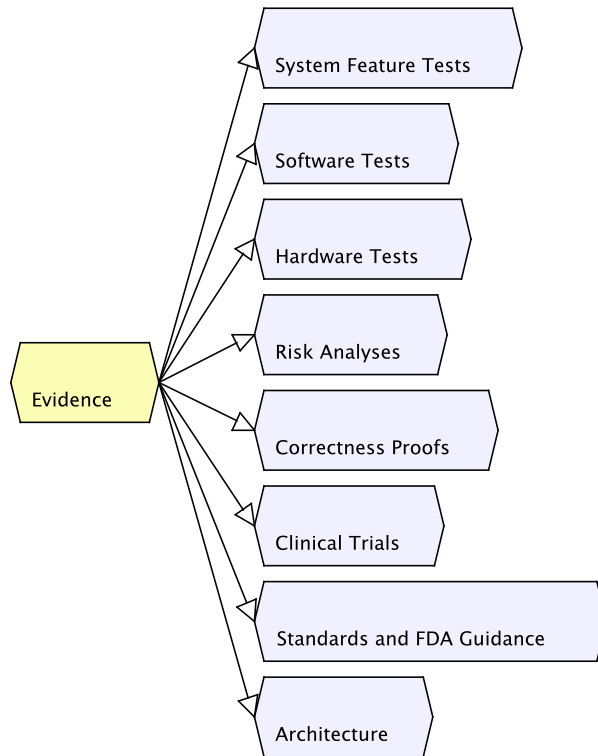 System Feature Tests
Software Tests
Hardware Tests
Risk Analyses
Evidence
Correctness Proofs
Clinical Trials
Standards and FDA Guidance
Architecture